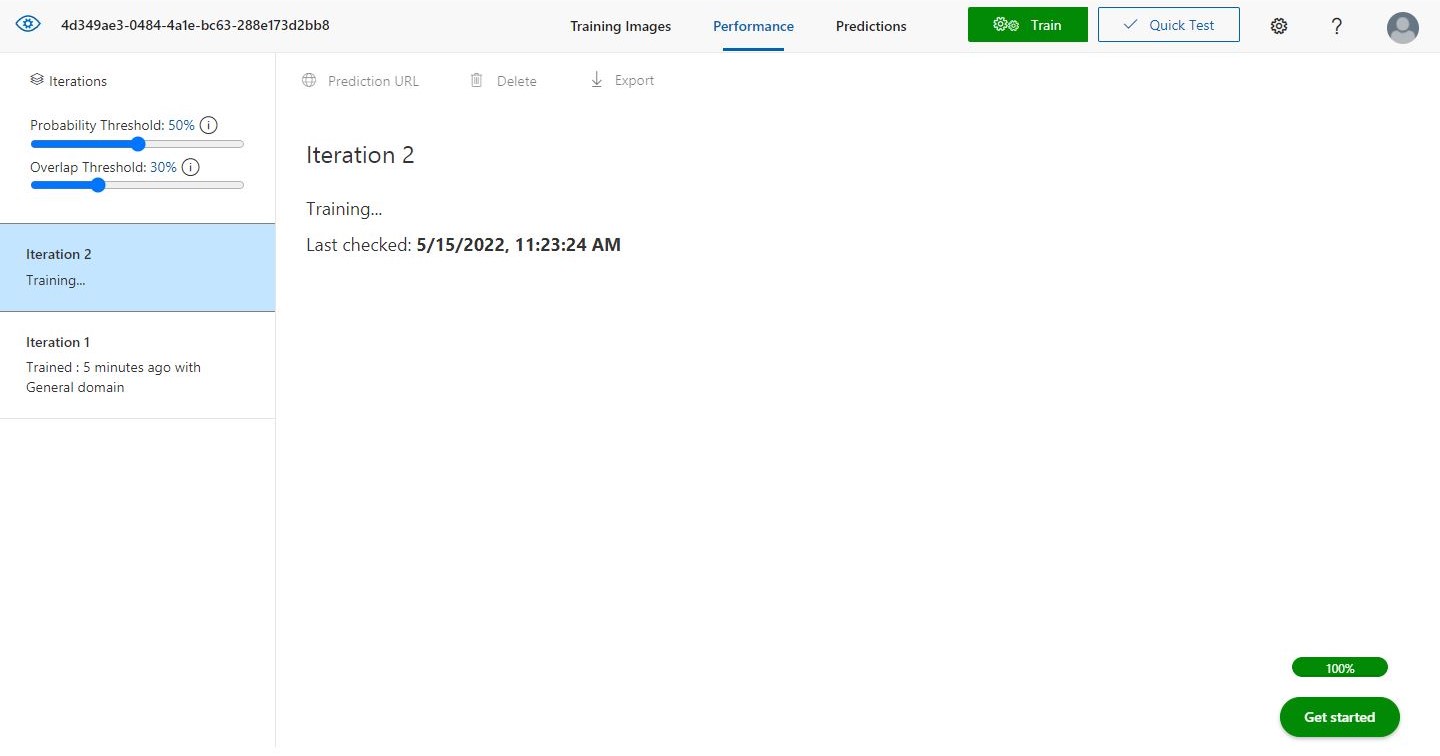 4d349ae3-0484-4a1e-bc63-288e173d2bb8
Training Images
Performance
Predictions
Train
Quick Test
?
Iterations
Probability Threshold: 50% i
Overlap Threshold: 30% i
Iteration 2
Training...
Iteration 1
Trained : 5 minutes ago with
General domain
Prediction URL
Delete
Export
Iteration 2
Training...
Last checked: 5/15/2022, 11:23:24 AM
100%
Get started